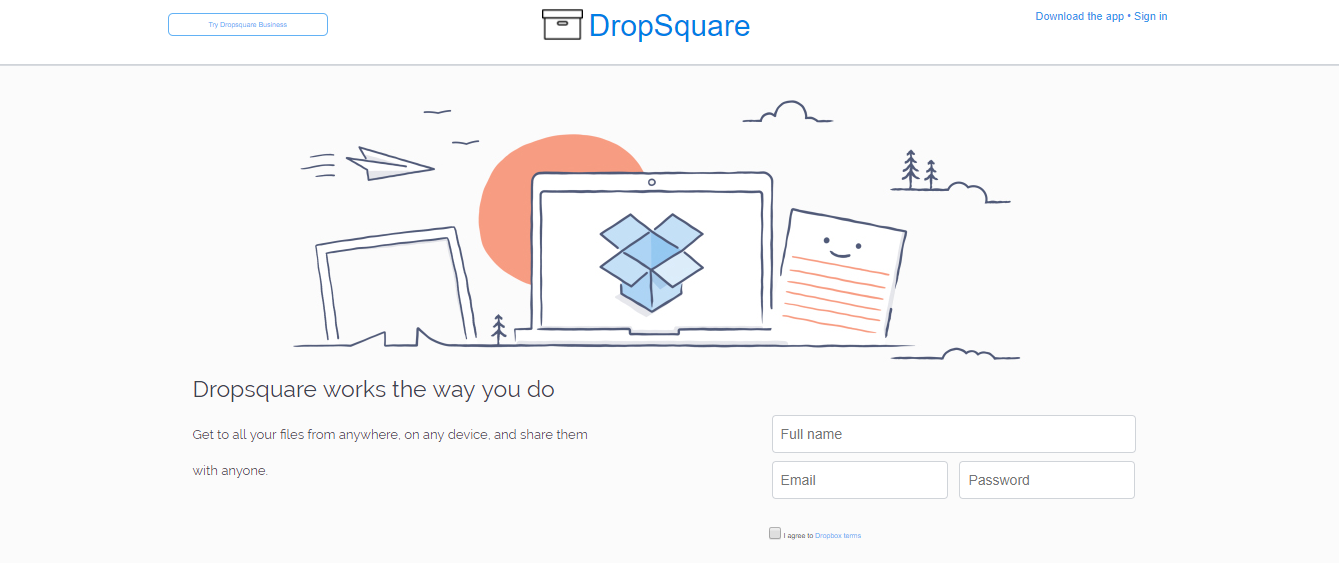 Try Dropsquare Business
DropSquare
Download the app • Sign in
Dropsquare works the way you do
Get to all your files from anywhere, on any device, and share them
with anyone.
Full name
Email
Password
I agree to Dropbox terms